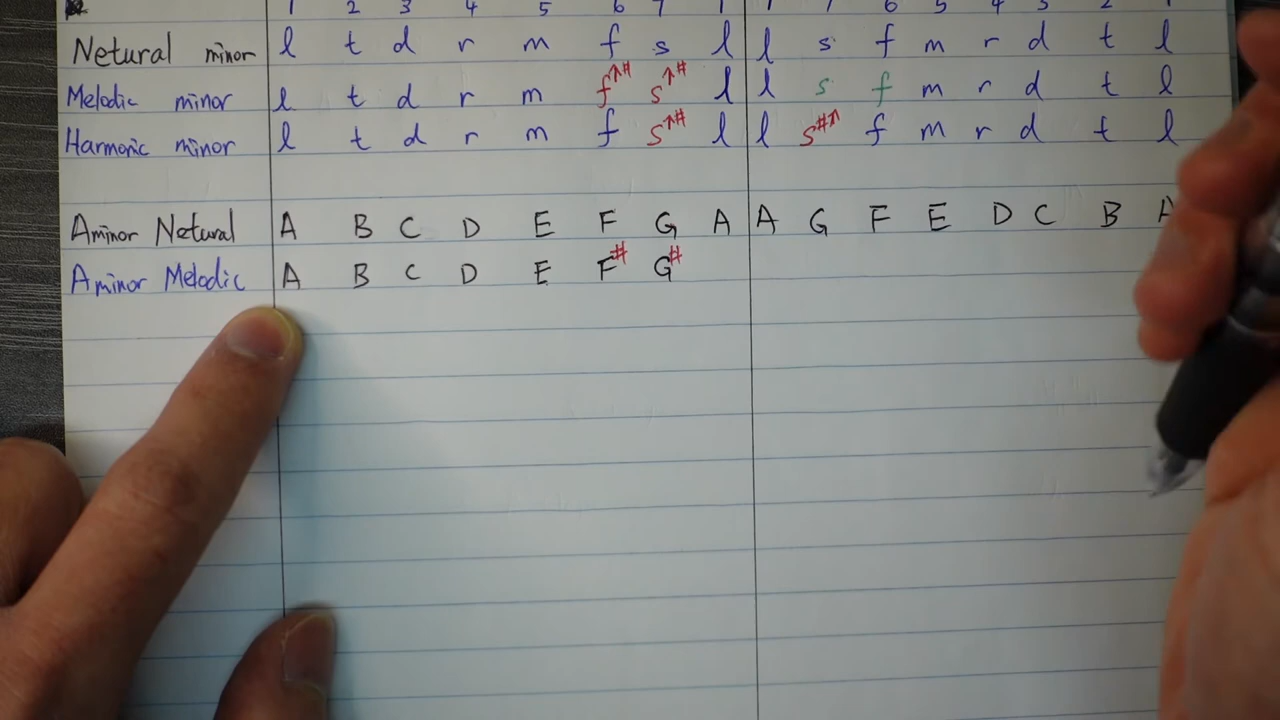 1 2 3 4 5 6 7 1 1 7 6 5 4 3 2 1
Netural minor l t d r m f s l l s f m r d t l
Melodic minor l t d r m f↑# s↑# l l s f m r d t l
Harmonic minor l t d r m f s↑# l l s#↑ f m r d t l
Aminor Netural A B C D E F G A A G F E D C B A
Aminor Melodic A B C D E F# G#